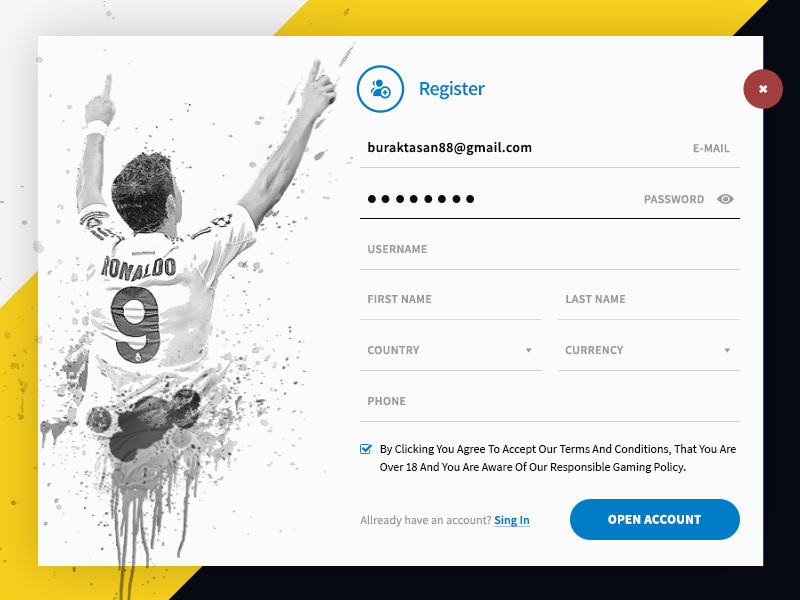 Register
buraktasan88@gmail.com E-MAIL
●●●●●●●● PASSWORD
USERNAME
FIRST NAME LAST NAME
COUNTRY CURRENCY
PHONE
By Clicking You Agree To Accept Our Terms And Conditions, That You Are
Over 18 And You Are Aware Of Our Responsible Gaming Policy.
Allready have an account? Sing In OPEN ACCOUNT
RONALDO
9